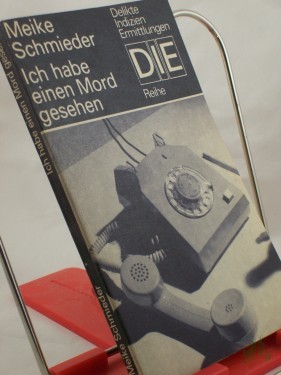 Meike
Schmieder
Ich habe
einen Mord
gesehen
Delikte
Indizien
Ermittlungen
DIE
Reihe
Ich habe einen Mord gesehen
Meike Schmieder